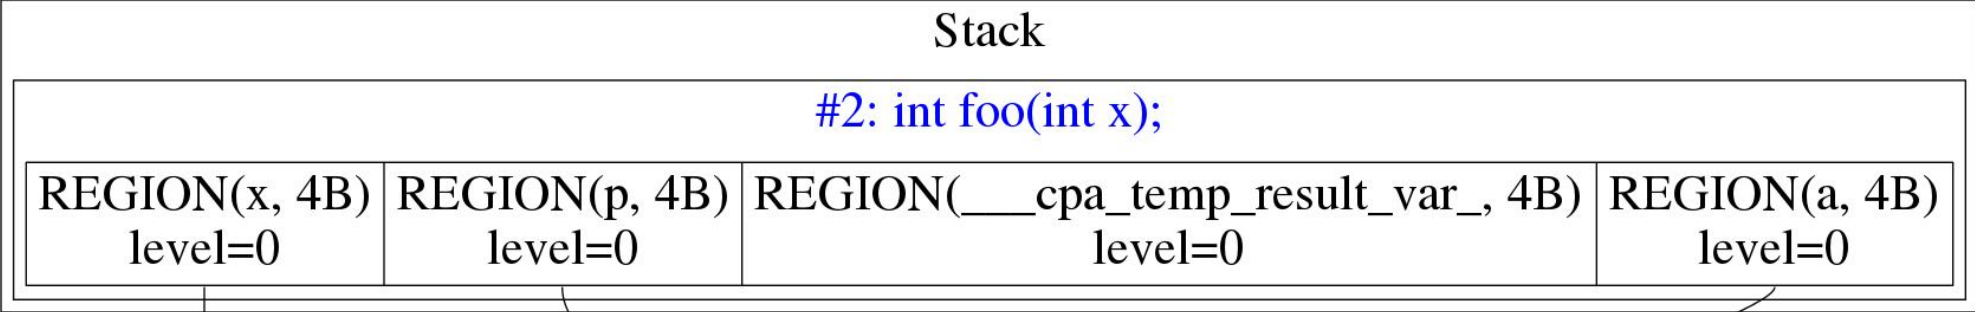 Stack
#2: int foo(int x);
REGION(x, 4B) REGION(p, 4B) REGION(___cpa_temp_result_var_, 4B) REGION(a, 4B)
level=0 level=0 level=0 level=0